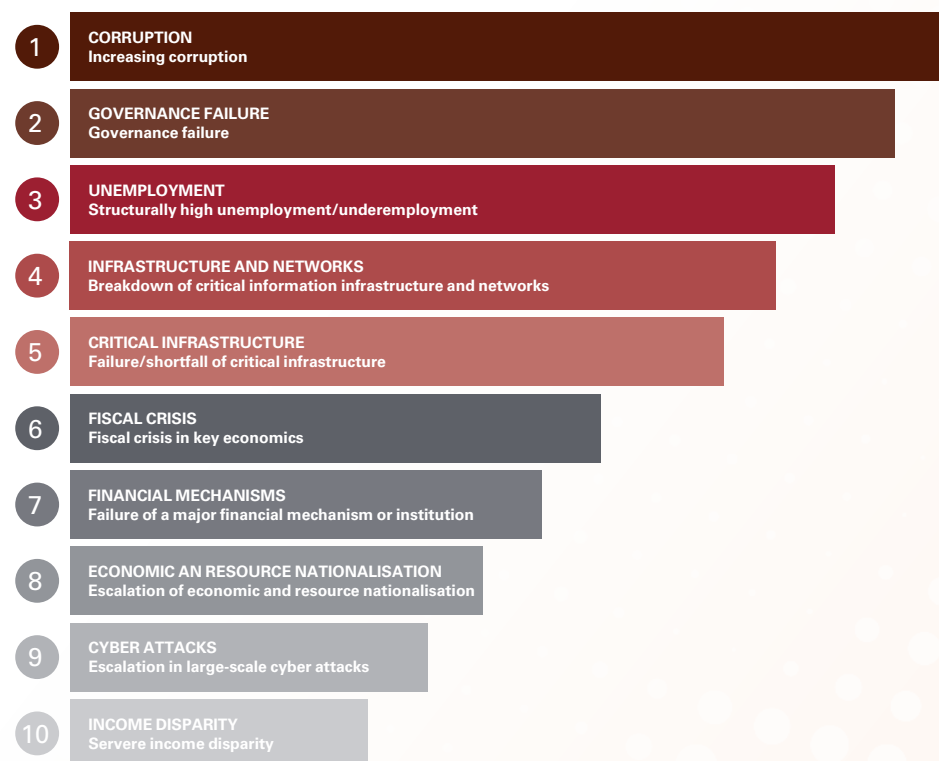 1
CORRUPTION
Increasing corruption
2
GOVERNANCE FAILURE
Governance failure
3
UNEMPLOYMENT
Structurally high unemployment/underemployment
4
INFRASTRUCTURE AND NETWORKS
Breakdown of critical information infrastructure and networks
5
CRITICAL INFRASTRUCTURE
Failure/shortfall of critical infrastructure
6
FISCAL CRISIS
Fiscal crisis in key economics
7
FINANCIAL MECHANISMS
Failure of a major financial mechanism or institution
8
ECONOMIC AN RESOURCE NATIONALISATION
Escalation of economic and resource nationalisation
9
CYBER ATTACKS
Escalation in large-scale cyber attacks
10
INCOME DISPARITY
Servere income disparity